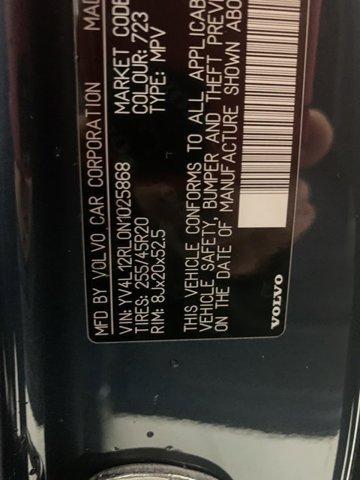 MFD BY VOLVO CAR CORPORATION MAD
VIN: YV4L12RL0N1025868 MARKET CODE
TIRES: 255/45R20 COLOUR: 723
RIM: 8Jx20x52.5 TYPE: MPV
THIS VEHICLE CONFORMS TO ALL APPLICAB
VEHICLE SAFETY, BUMPER AND THEFT PREVE
ON THE DATE OF MANUFACTURE SHOWN ABO
VOLVO